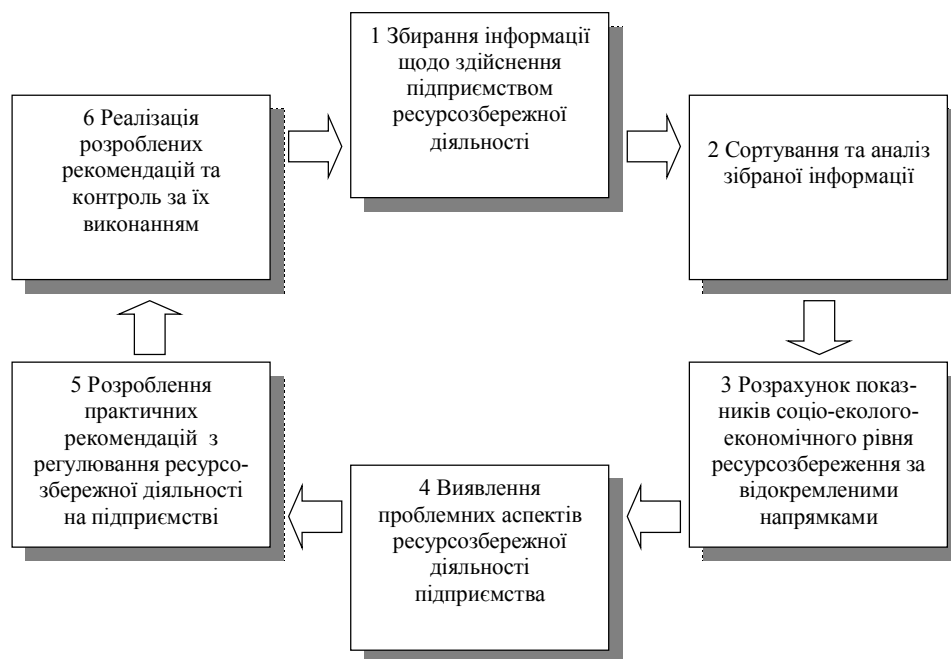 1 Збирання інформації
щодо здійснення
підприємством
ресурсозбережної
діяльності
2 Сортування та аналіз
зібраної інформації
3 Розрахунок показ-
ників соціо-еколого-
економічного рівня
ресурсозбереження за
відокремленими
напрямками
4 Виявлення
проблемних аспектів
ресурсозбережної
діяльності
підприємства
5 Розроблення
практичних
рекомендацій з
регулювання ресурсо-
збережної діяльності
на підприємстві
6 Реалізація
розроблених
рекомендацій та
контроль за їх
виконанням